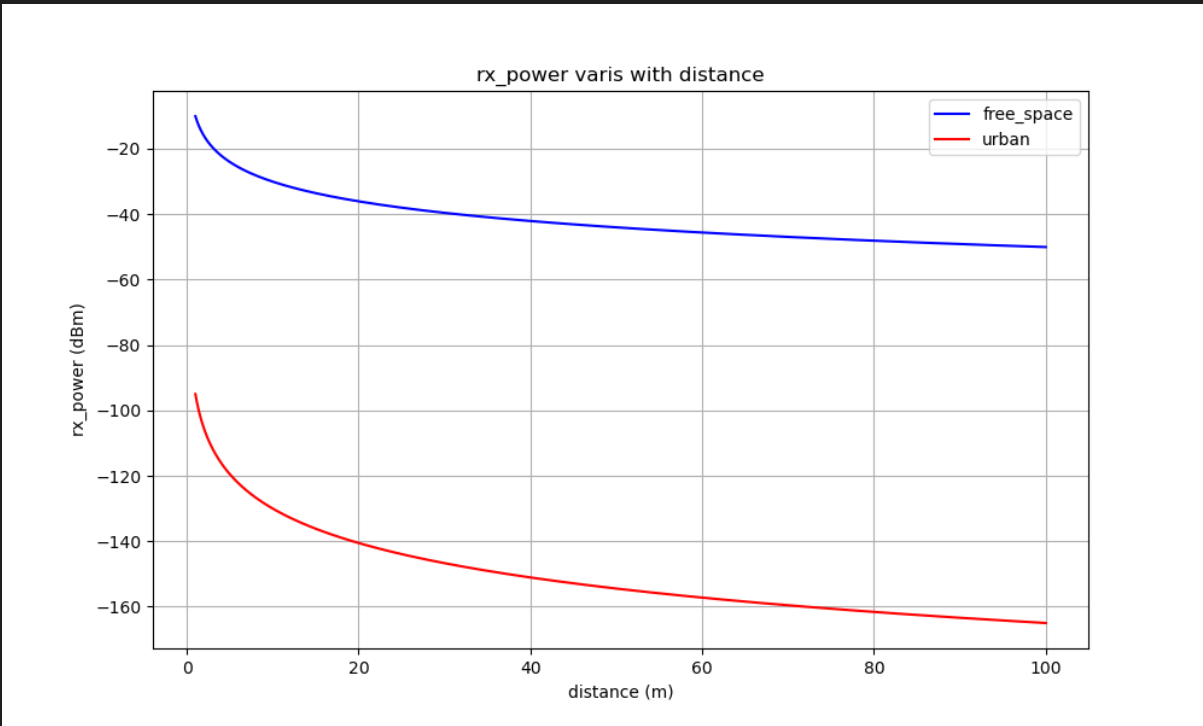 rx_power varis with distance
free_space
urban
rx_power (dBm)
−20
−40
−60
−80
−100
−120
−140
−160
0 20 40 60 80 100
distance (m)